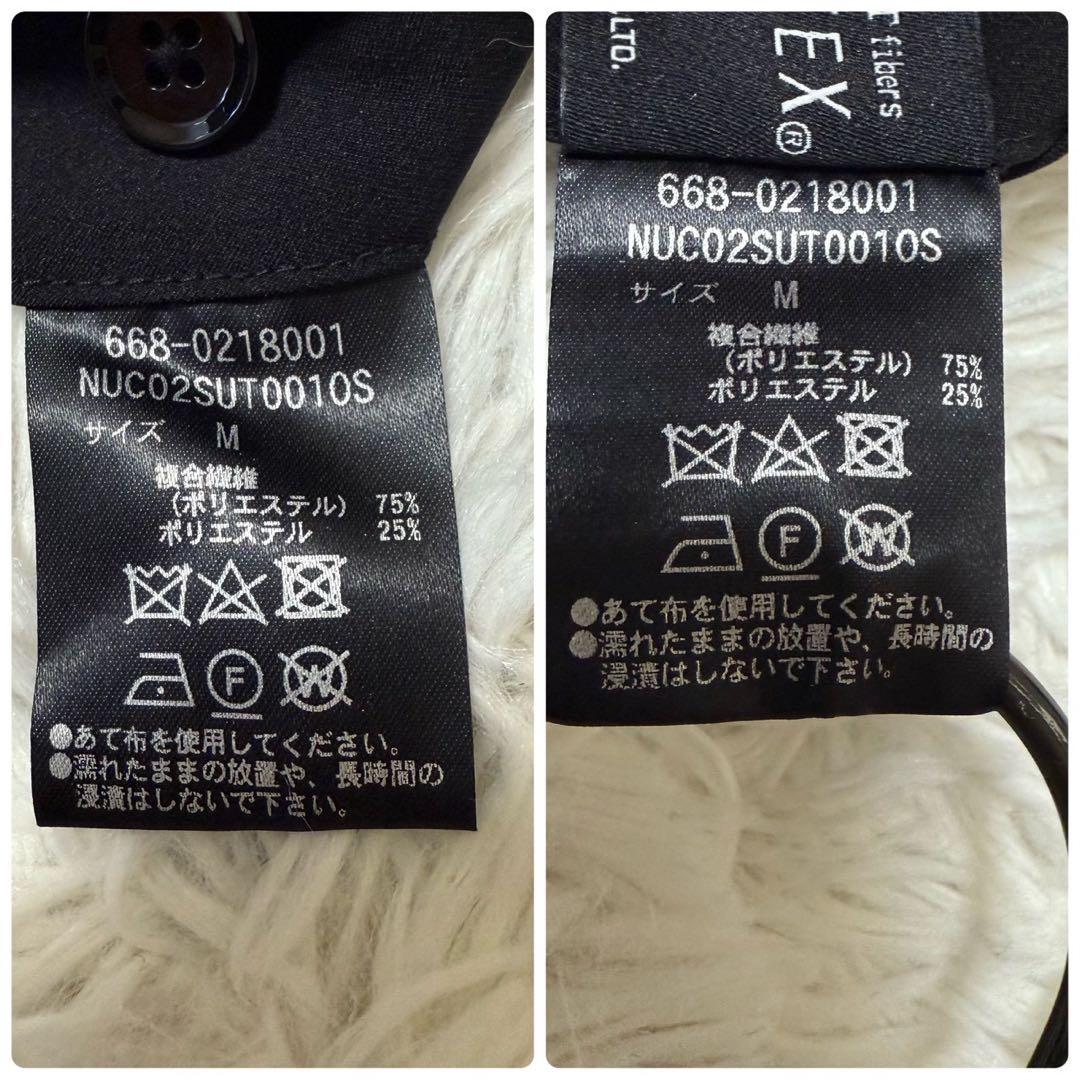 668-0218001
NUC02SUT0010S
サイズ M
複合繊維
(ポリエステル) 75%
ポリエステル 25%
F
W
●あて布を使用してください。
●濡れたままの放置や、長時間の
浸漬はしないで下さい。
fibers
EX®
LTD.
668-0218001
NUC02SUT0010S
サイズ M
複合繊維
(ポリエステル) 75%
ポリエステル 25%
F
W
●あて布を使用してください。
●濡れたままの放置や、長時間の
浸漬はしないで下さい。